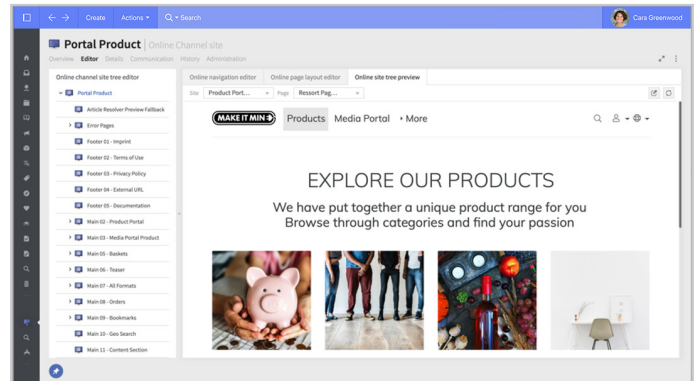 Create Actions Search Cara Greenwood
Portal Product | Online Channel site
Overview Editor Details Communication History Administration
Online channel site tree editor
Online navigation editor Online page layout editor Online site tree preview
Portal Product
Site Product Port... Page Ressort Pag...
Article Resolver Preview Fallback
Error Pages
Footer 01 - Imprint
Footer 02 - Terms of Use
Footer 03 - Privacy Policy
Footer 04 - External URL
Footer 05 - Documentation
Main 02 - Product Portal
Main 03 - Media Portal Product
Main 05 - Baskets
Main 06 - Teaser
Main 07 - All Formats
Main 08 - Orders
Main 09 - Bookmarks
Main 10 - Geo Search
Main 11 - Content Section
MAKE IT MINE Products Media Portal More
EXPLORE OUR PRODUCTS
We have put together a unique product range for you
Browse through categories and find your passion